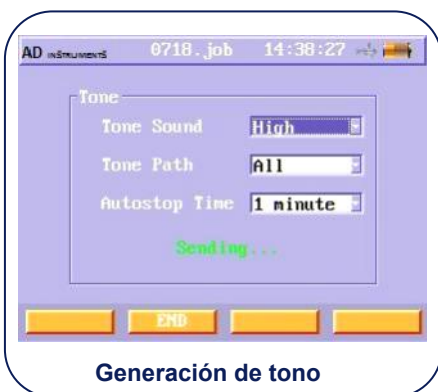 AD INSTRUMENTS 0718.job 14:38:27
Tone
Tone Sound High
Tone Path All
Autostop Time 1 minute
Sending...
END
Generación de tono